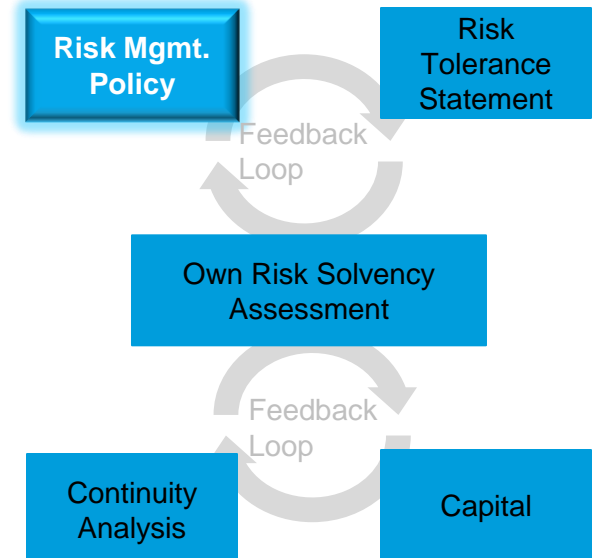 Risk Mgmt.
Policy
Risk
Tolerance
Statement
Feedback
Loop
Own Risk Solvency
Assessment
Feedback
Loop
Continuity
Analysis
Capital